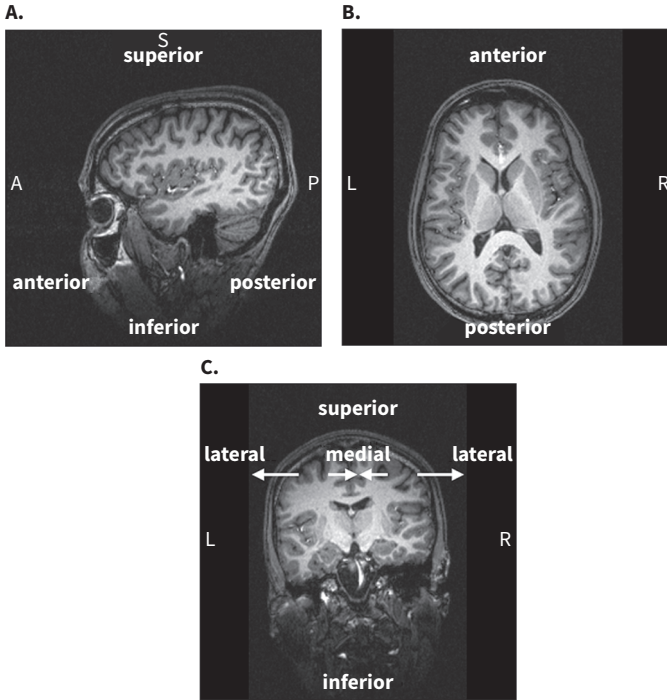 A.
S
superior
A
P
anterior
posterior
inferior
B.
anterior
L
R
posterior
C.
superior
lateral
medial
lateral
L
R
inferior